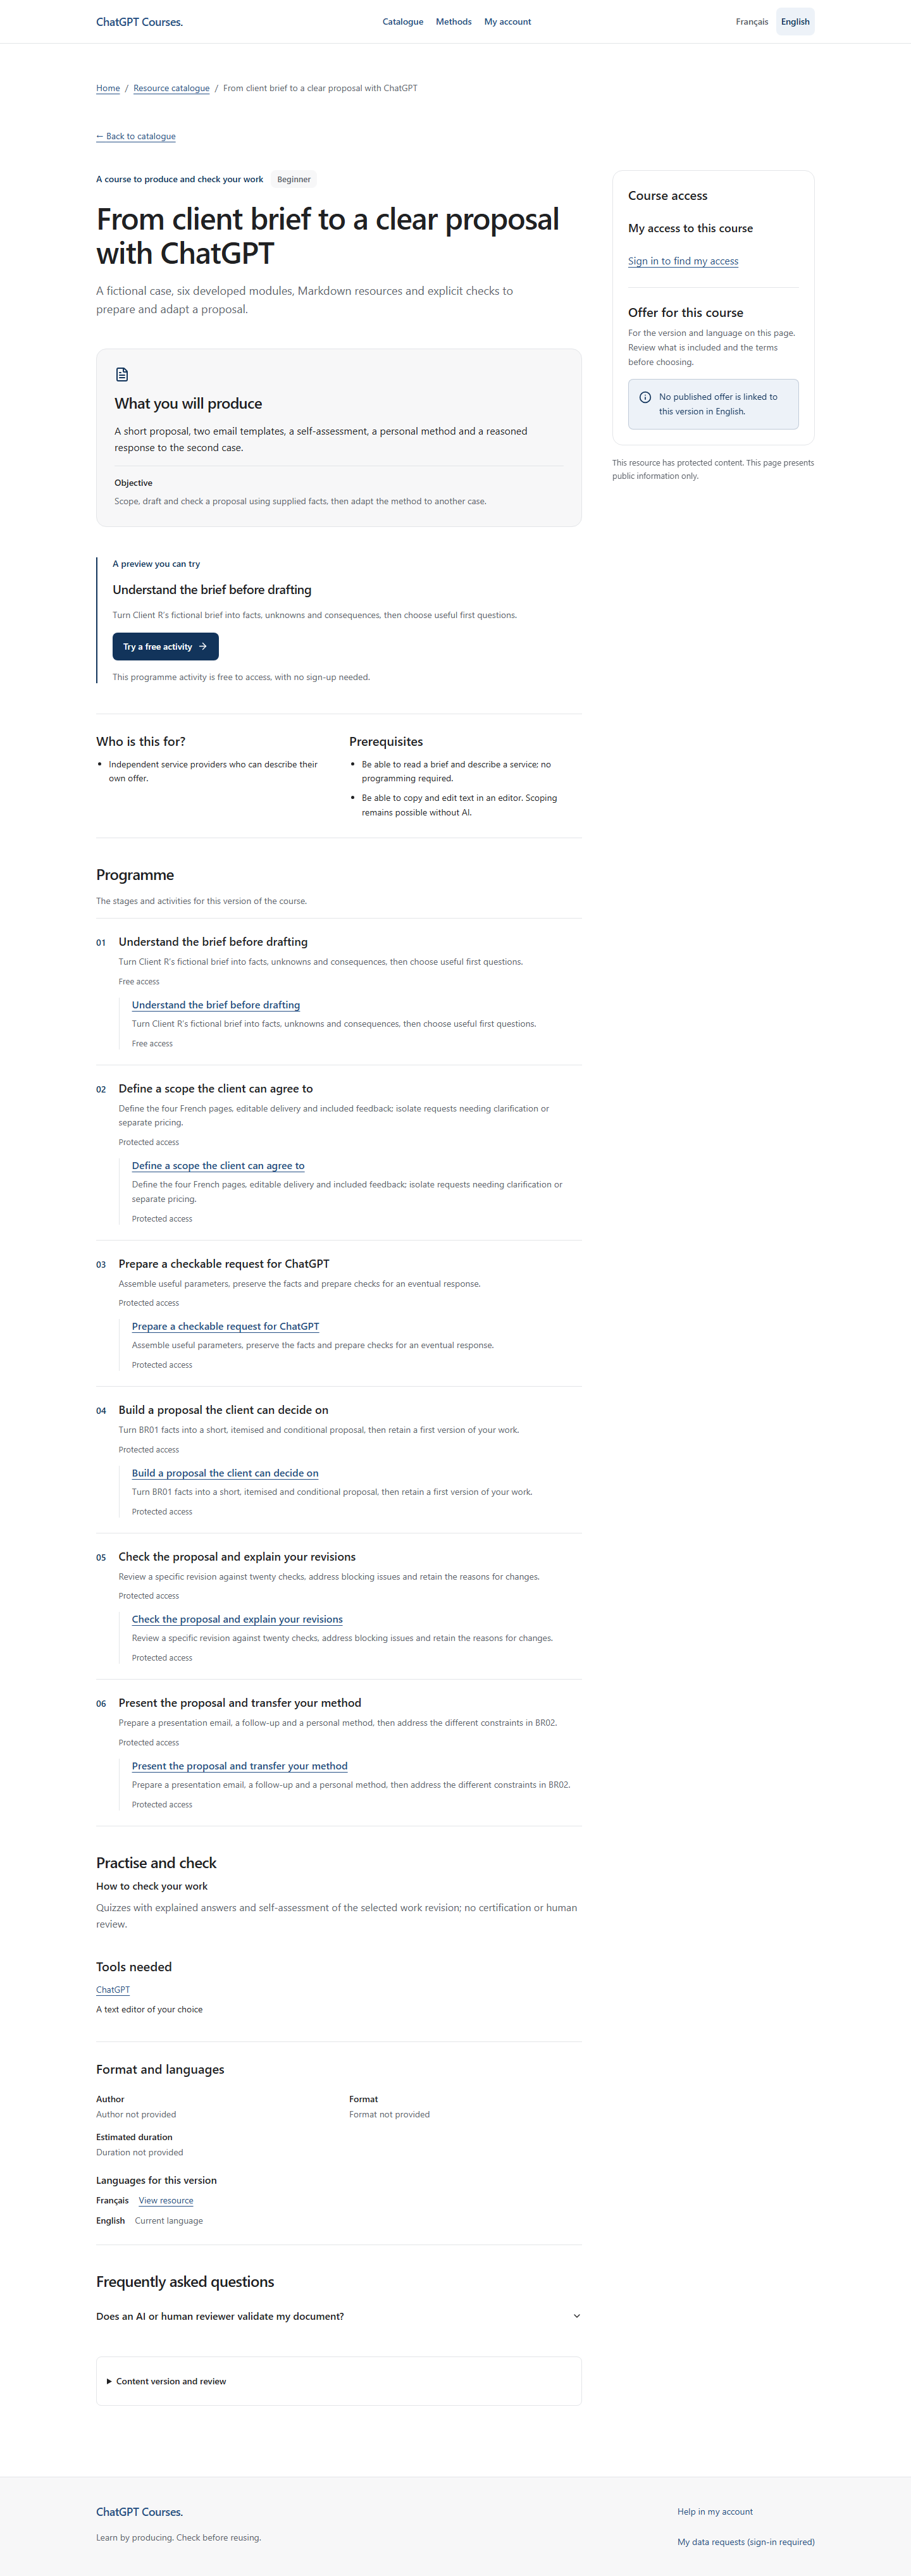 ChatGPT Courses.
Catalogue Methods My account
Français English
Home / Resource catalogue / From client brief to a clear proposal with ChatGPT
← Back to catalogue
A course to produce and check your work Beginner
From client brief to a clear proposal
with ChatGPT
A fictional case, six developed modules, Markdown resources and explicit checks to
prepare and adapt a proposal.
What you will produce
A short proposal, two email templates, a self-assessment, a personal method and a reasoned
response to the second case.
Objective
Scope, draft and check a proposal using supplied facts, then adapt the method to another case.
A preview you can try
Understand the brief before drafting
Turn Client R's fictional brief into facts, unknowns and consequences, then choose useful first questions.
Try a free activity →
This programme activity is free to access, with no sign-up needed.
Who is this for?
• Independent service providers who can describe their
own offer.
Prerequisites
• Be able to read a brief and describe a service; no
programming required.
• Be able to copy and edit text in an editor. Scoping
remains possible without AI.
Programme
The stages and activities for this version of the course.
01 Understand the brief before drafting
Turn Client R's fictional brief into facts, unknowns and consequences, then choose useful first questions.
Free access
Understand the brief before drafting
Turn Client R's fictional brief into facts, unknowns and consequences, then choose useful first questions.
Free access
02 Define a scope the client can agree to
Define the four French pages, editable delivery and included feedback; isolate requests needing clarification or
separate pricing.
Protected access
Define a scope the client can agree to
Define the four French pages, editable delivery and included feedback; isolate requests needing clarification or
separate pricing.
Protected access
03 Prepare a checkable request for ChatGPT
Assemble useful parameters, preserve the facts and prepare checks for an eventual response.
Protected access
Prepare a checkable request for ChatGPT
Assemble useful parameters, preserve the facts and prepare checks for an eventual response.
Protected access
04 Build a proposal the client can decide on
Turn BR01 facts into a short, itemised and conditional proposal, then retain a first version of your work.
Protected access
Build a proposal the client can decide on
Turn BR01 facts into a short, itemised and conditional proposal, then retain a first version of your work.
Protected access
05 Check the proposal and explain your revisions
Review a specific revision against twenty checks, address blocking issues and retain the reasons for changes.
Protected access
Check the proposal and explain your revisions
Review a specific revision against twenty checks, address blocking issues and retain the reasons for changes.
Protected access
06 Present the proposal and transfer your method
Prepare a presentation email, a follow-up and a personal method, then address the different constraints in BR02.
Protected access
Present the proposal and transfer your method
Prepare a presentation email, a follow-up and a personal method, then address the different constraints in BR02.
Protected access
Practise and check
How to check your work
Quizzes with explained answers and self-assessment of the selected work revision; no certification or human
review.
Tools needed
ChatGPT
A text editor of your choice
Format and languages
Author
Author not provided
Format
Format not provided
Estimated duration
Duration not provided
Languages for this version
Français View resource
English Current language
Frequently asked questions
Does an AI or human reviewer validate my document?
Content version and review
Course access
My access to this course
Sign in to find my access
Offer for this course
For the version and language on this page.
Review what is included and the terms
before choosing.
No published offer is linked to
this version in English.
This resource has protected content. This page presents
public information only.
ChatGPT Courses.
Learn by producing. Check before reusing.
Help in my account
My data requests (sign-in required)